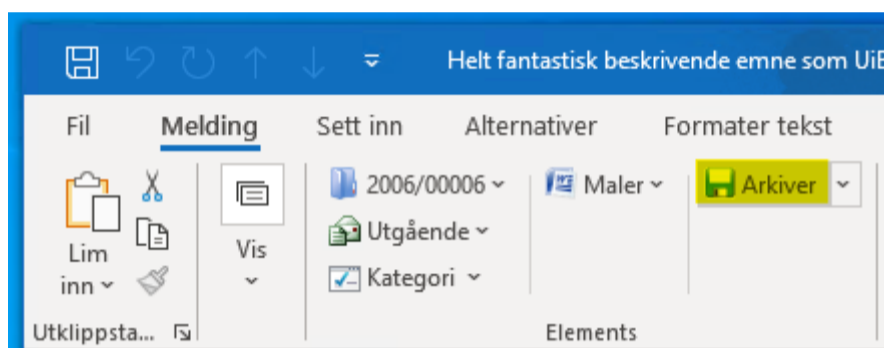 Helt fantastisk beskrivende emne som UiB
Fil Melding Sett inn Alternativer Formater tekst
2006/00006 Maler Arkiver
Utgående
Lim
inn
Vis
Kategori
Utklippsta... Elements